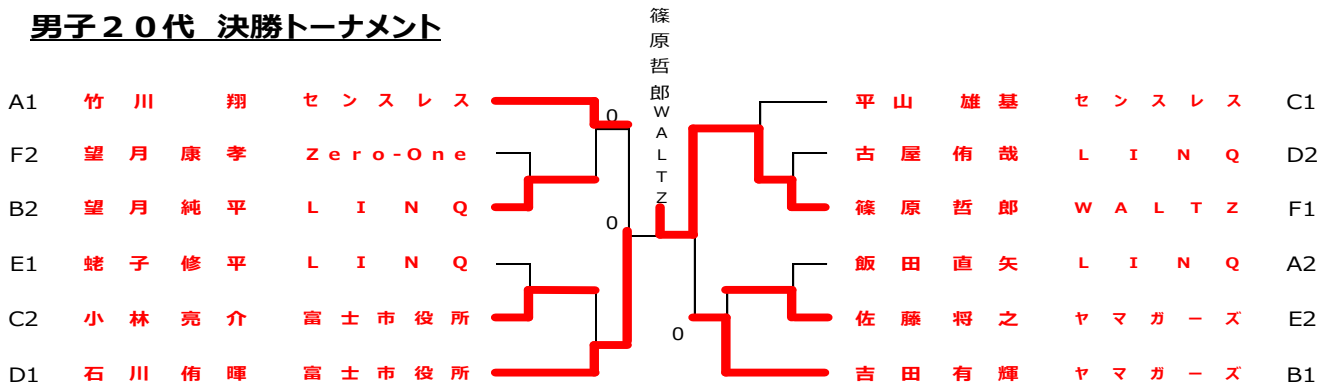 男子２０代 決勝トーナメント
篠原哲郎WALTZ
A1 竹川 翔 センスレス
F2 望月康孝 Zero-One
B2 望月純平 LINQ
E1 蛯子修平 LINQ
C2 小林亮介 富士市役所
D1 石川侑暉 富士市役所
0
0
0
平山 雄基 センスレス C1
古屋侑哉 LINQ D2
篠原哲郎 WALTZ F1
飯田直矢 LINQ A2
佐藤将之 ヤマガーズ E2
吉田有輝 ヤマガーズ B1